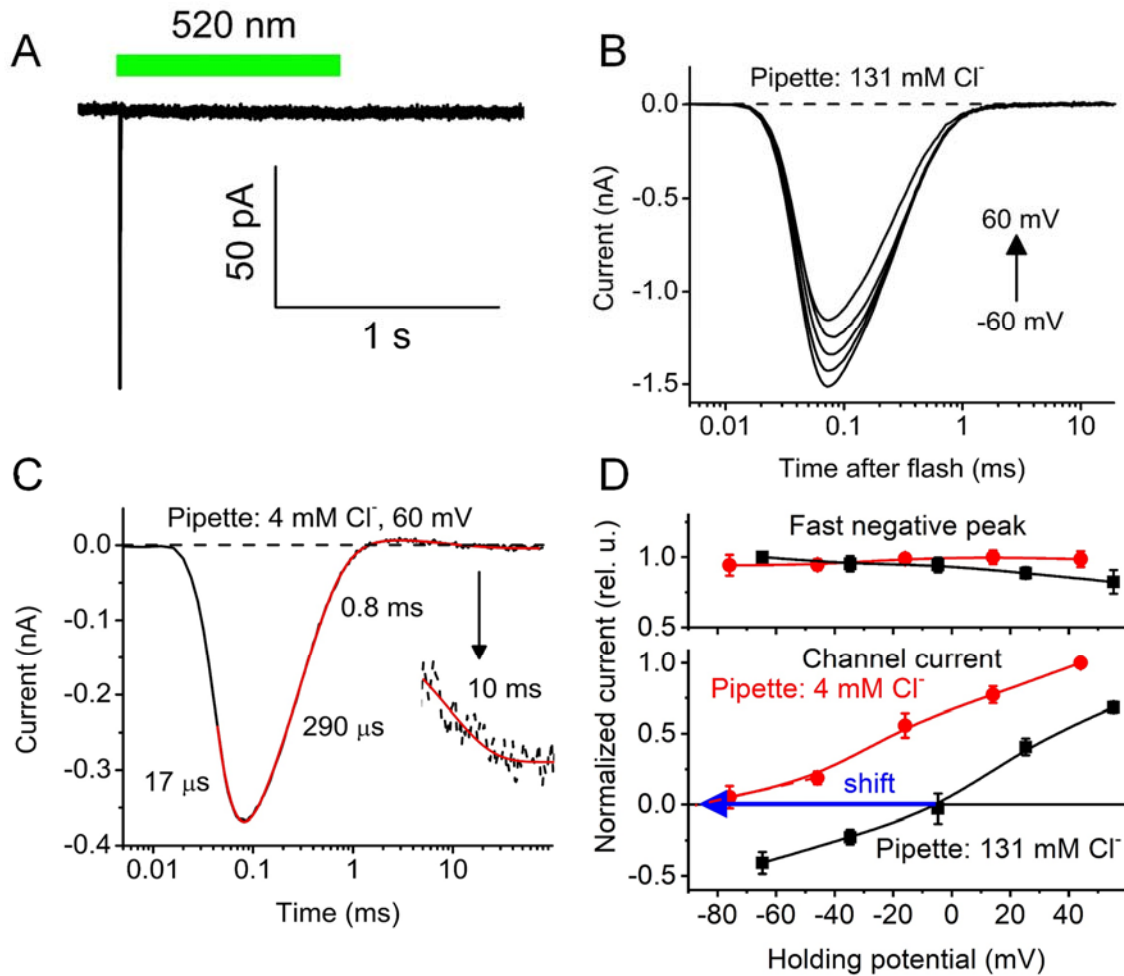 A
520 nm
50 pA
1 s
B
Pipette: 131 mM Cl⁻
0.0
-0.5
-1.0
-1.5
Current (nA)
60 mV
-60 mV
0.01 0.1 1 10
Time after flash (ms)
C
Pipette: 4 mM Cl⁻, 60 mV
0.0
-0.1
-0.2
-0.3
-0.4
Current (nA)
0.8 ms
10 ms
290 μs
17 μs
0.01 0.1 1 10
Time (ms)
D
Fast negative peak
1.0
0.5
Channel current
1.0
Pipette: 4 mM Cl⁻
0.5
shift
0.0
Pipette: 131 mM Cl⁻
-0.5
Normalized current (rel. u.)
-80 -60 -40 -20 0 20 40
Holding potential (mV)